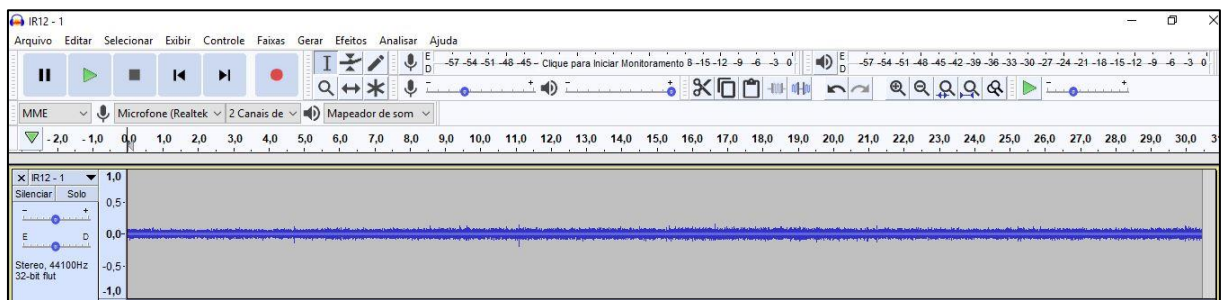 IR12 - 1
Arquivo Editar Selecionar Exibir Controle Faixas Gerar Efeitos Analisar Ajuda
E D -57 -54 -51 -48 -45 - Clique para Iniciar Monitoramento 8 -15 -12 -9 -6 -3 0 E D -57 -54 -51 -48 -45 -42 -39 -36 -33 -30 -27 -24 -21 -18 -15 -12 -9 -6 -3 0
MME Microfone (Realtek 2 Canais de Mapeador de som
- 2,0 - 1,0 0,0 1,0 2,0 3,0 4,0 5,0 6,0 7,0 8,0 9,0 10,0 11,0 12,0 13,0 14,0 15,0 16,0 17,0 18,0 19,0 20,0 21,0 22,0 23,0 24,0 25,0 26,0 27,0 28,0 29,0 30,0
IR12 - 1 1,0
Silenciar Solo 0,5
- +
E D 0,0
Stereo, 44100Hz -0,5
32-bit flut
-1,0